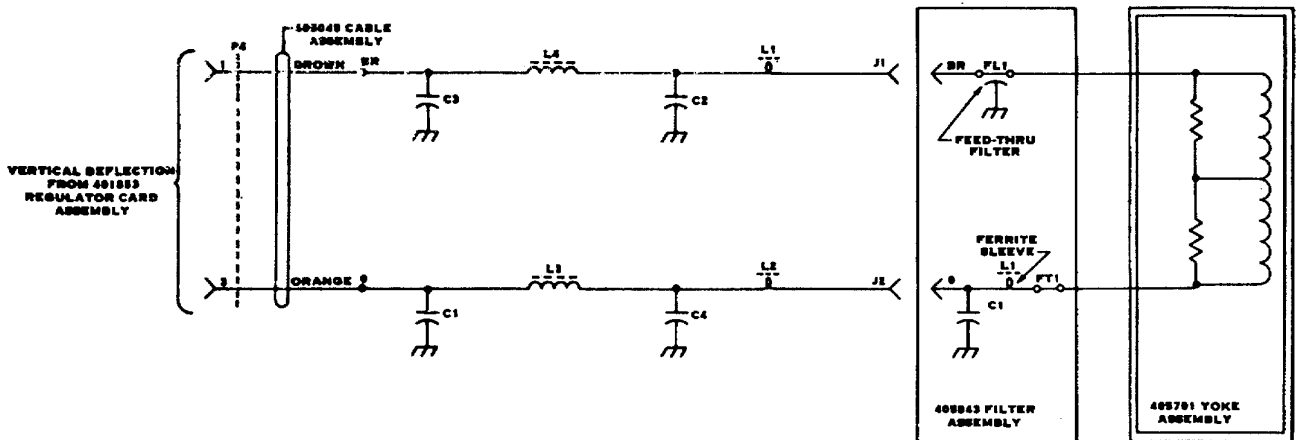 503045 CABLE
ASSEMBLY
P4
1
BROWN
BR
L4
C3
C2
L1
J1
BR
FL1
FEED-THRU
FILTER
VERTICAL DEFLECTION
FROM 401853
REGULATOR CARD
ASSEMBLY
3
ORANGE
O
L3
C1
C4
L2
J2
O
FERRITE
SLEEVE
L1
FT1
C1
405843 FILTER
ASSEMBLY
405701 YOKE
ASSEMBLY